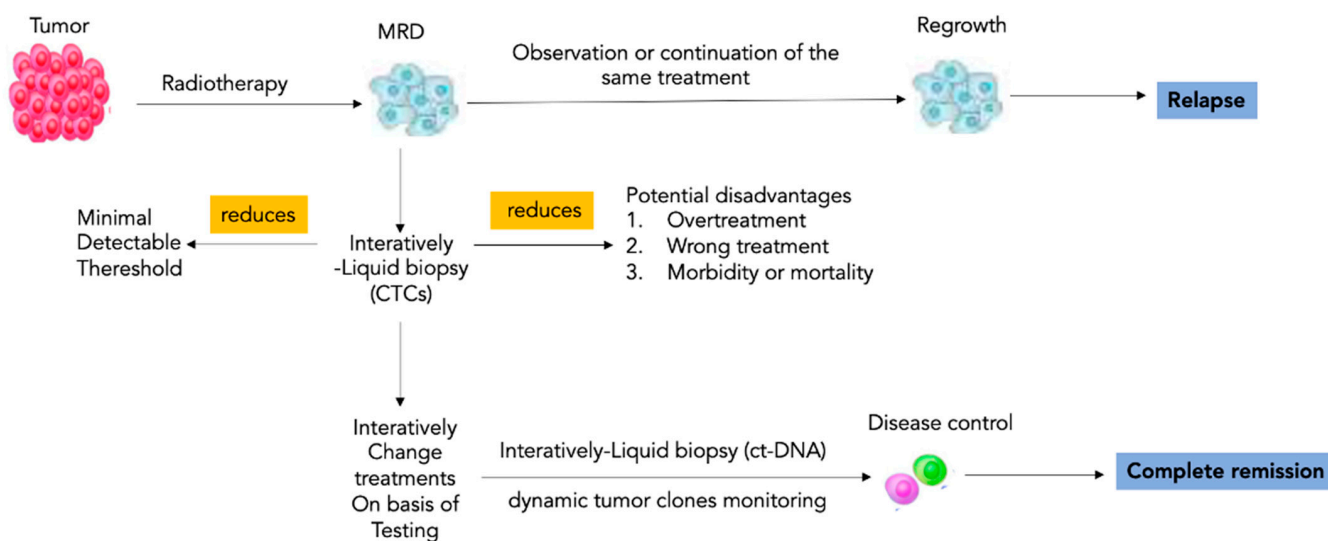 Tumor
MRD
Regrowth
Radiotherapy
Observation or continuation of the
same treatment
Relapse
Minimal
Detectable
Thereshold
reduces
Interatively
-Liquid biopsy
(CTCs)
reduces
Potential disadvantages
1. Overtreatment
2. Wrong treatment
3. Morbidity or mortality
Interatively
Change
treatments
On basis of
Testing
Interatively-Liquid biopsy (ct-DNA)
dynamic tumor clones monitoring
Disease control
Complete remission